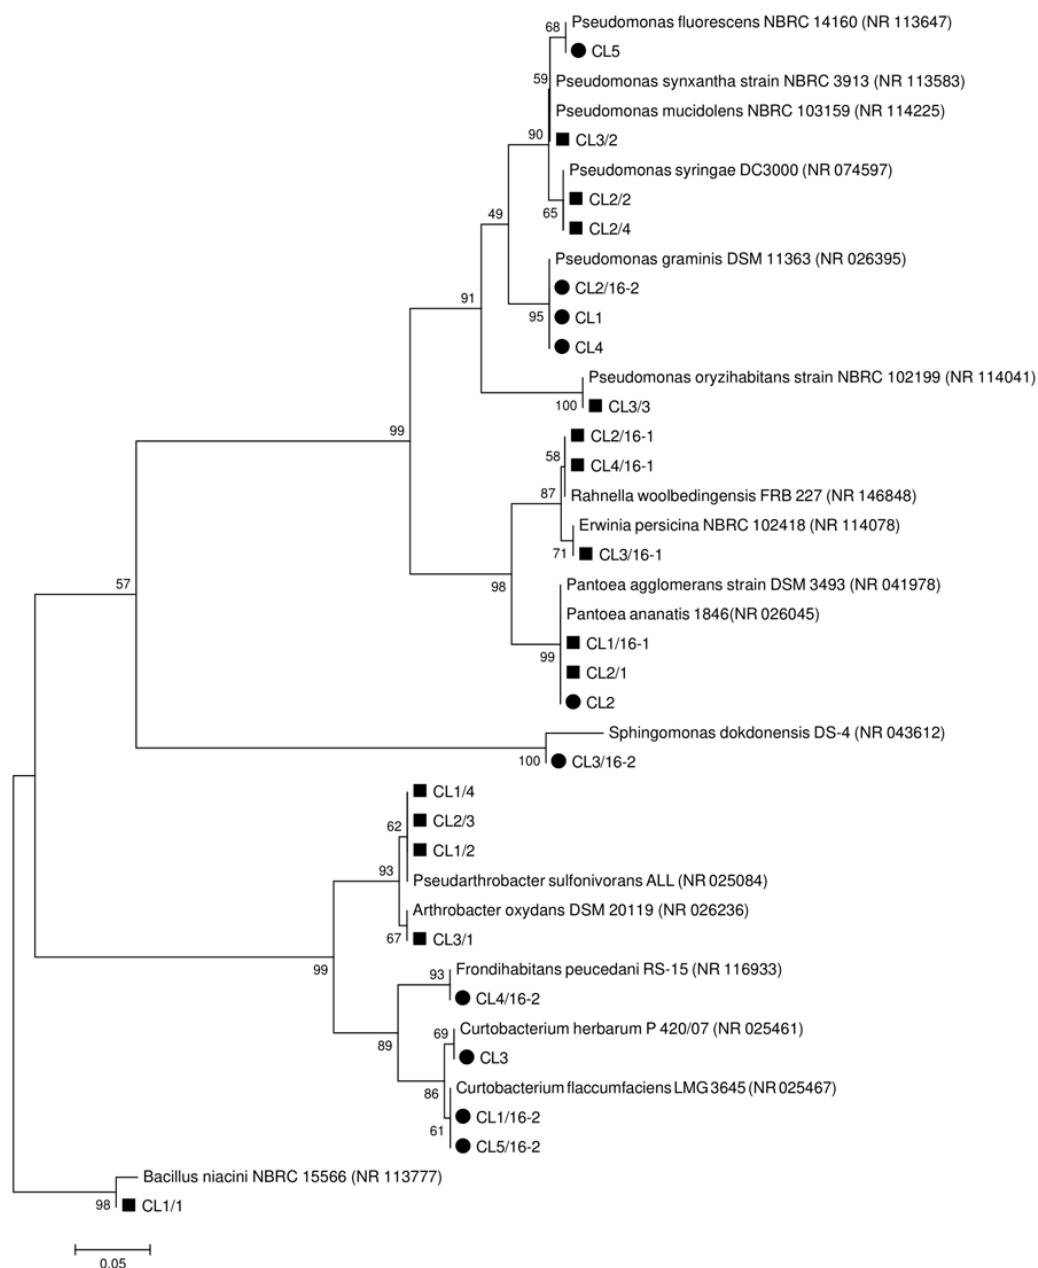 68 Pseudomonas fluorescens NBRC 14160 (NR 113647)
CL5
59 Pseudomonas synxantha strain NBRC 3913 (NR 113583)
Pseudomonas mucidolens NBRC 103159 (NR 114225)
90 CL3/2
Pseudomonas syringae DC3000 (NR 074597)
CL2/2
49 65 CL2/4
Pseudomonas graminis DSM 11363 (NR 026395)
CL2/16-2
91 95 CL1
CL4
Pseudomonas oryzihabitans strain NBRC 102199 (NR 114041)
100 CL3/3
99 CL2/16-1
58 CL4/16-1
87 Rahnella woolbedingensis FRB 227 (NR 146848)
Erwinia persicina NBRC 102418 (NR 114078)
71 CL3/16-1
57 98 Pantoea agglomerans strain DSM 3493 (NR 041978)
Pantoea ananatis 1846(NR 026045)
CL1/16-1
99 CL2/1
CL2
Sphingomonas dokdonensis DS-4 (NR 043612)
100 CL3/16-2
CL1/4
62 CL2/3
CL1/2
93 Pseudarthrobacter sulfonivorans ALL (NR 025084)
Arthrobacter oxydans DSM 20119 (NR 026236)
67 CL3/1
99 93 Frondihabitans peucedani RS-15 (NR 116933)
CL4/16-2
69 Curtobacterium herbarum P 420/07 (NR 025461)
89 CL3
86 Curtobacterium flaccumfaciens LMG 3645 (NR 025467)
CL1/16-2
61 CL5/16-2
Bacillus niacini NBRC 15566 (NR 113777)
98 CL1/1
0.05